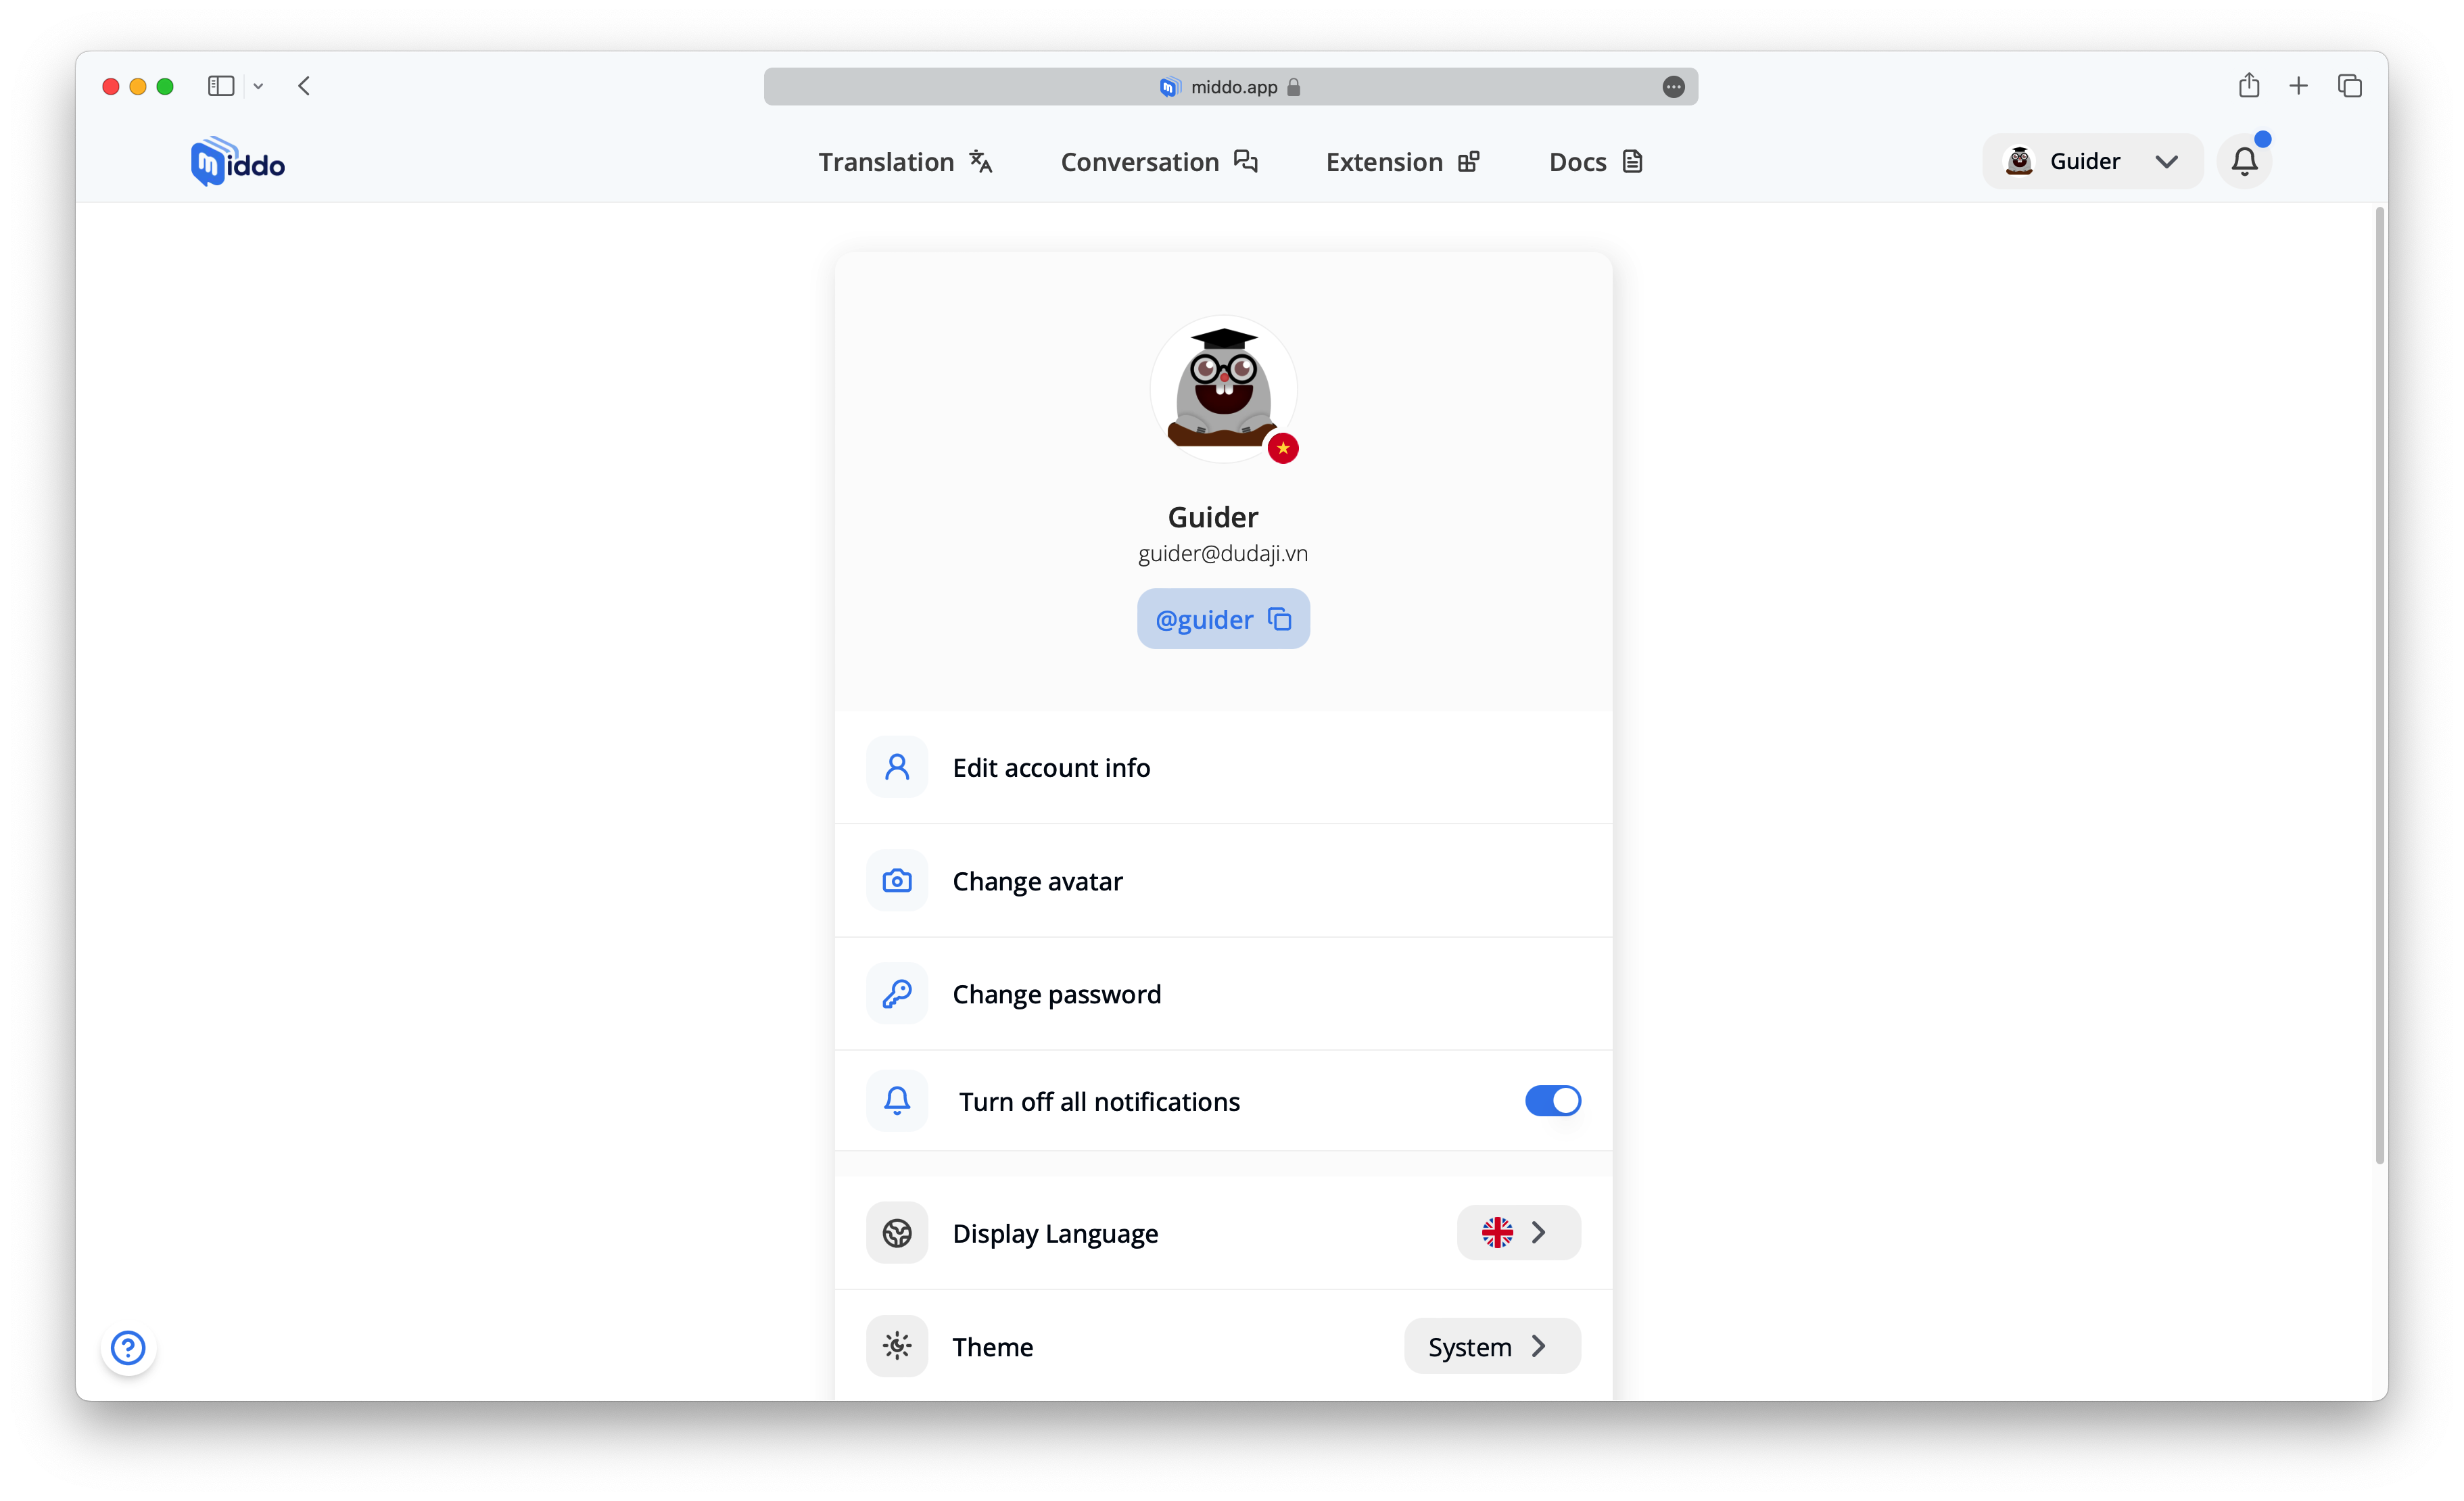 middo.app
middo
Translation
Conversation
Extension
Docs
Guider
Guider
guider@dudaji.vn
@guider
Edit account info
Change avatar
Change password
Turn off all notifications
Display Language
Theme
System